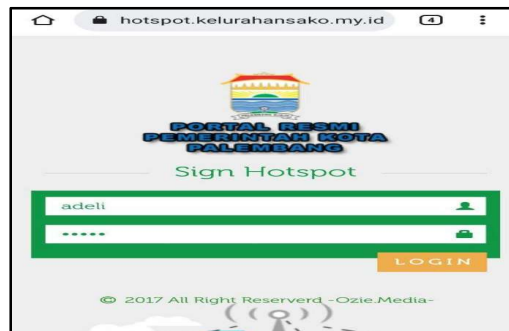 hotspot.kelurahansako.my.id 4
PORTAL RESMI
PEMERINTAH KOTA
PALEMBANG
Sign Hotspot
adeli
•••••
LOGIN
© 2017 All Right Reserverd -Ozie.Media-